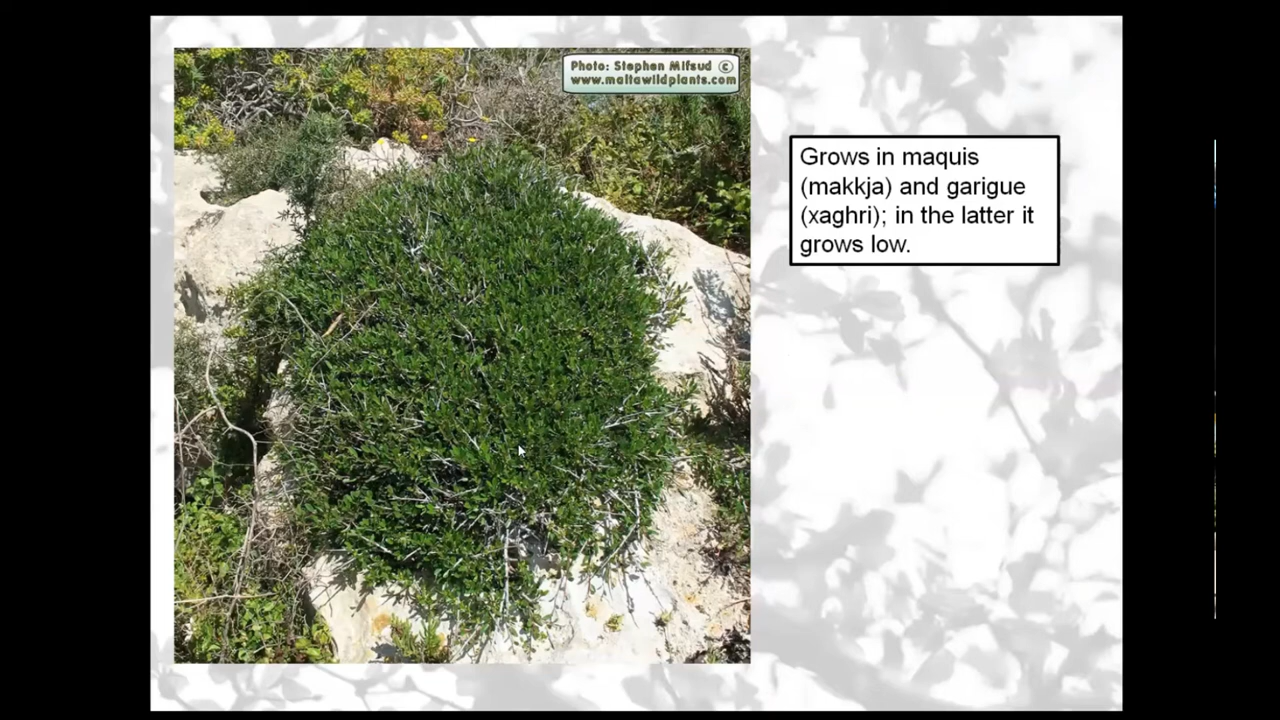 Photo: Stephen Mifsud ©
www.maltawildplants.com
Grows in maquis
(makkja) and garigue
(xaghri); in the latter it
grows low.